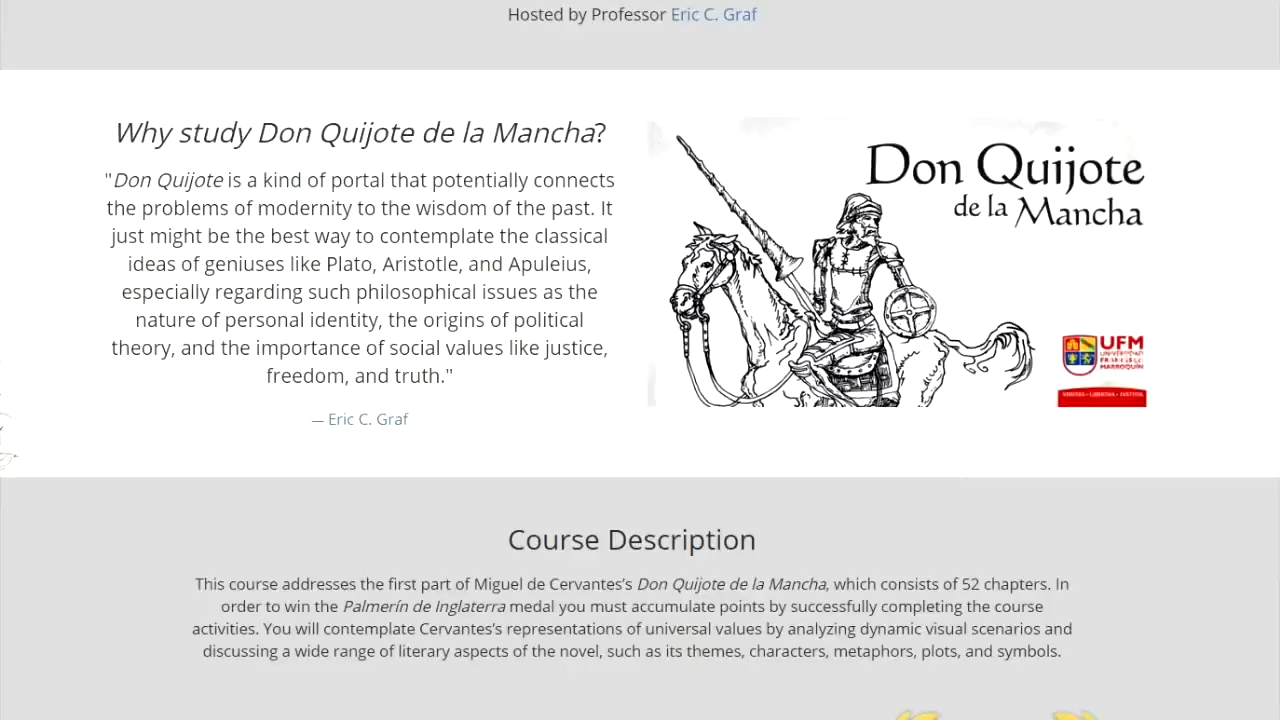 Hosted by Professor Eric C. Graf
Why study Don Quijote de la Mancha?
"Don Quijote is a kind of portal that potentially connects
the problems of modernity to the wisdom of the past. It
just might be the best way to contemplate the classical
ideas of geniuses like Plato, Aristotle, and Apuleius,
especially regarding such philosophical issues as the
nature of personal identity, the origins of political
theory, and the importance of social values like justice,
freedom, and truth."
— Eric C. Graf
Don Quijote
de la Mancha
UFM
UNIVERSIDAD
FRANCISCO
MARROQUÍN
VERITAS • LIBERTAS • JUSTITIA
Course Description
This course addresses the first part of Miguel de Cervantes’s Don Quijote de la Mancha, which consists of 52 chapters. In
order to win the Palmerín de Inglaterra medal you must accumulate points by successfully completing the course
activities. You will contemplate Cervantes’s representations of universal values by analyzing dynamic visual scenarios and
discussing a wide range of literary aspects of the novel, such as its themes, characters, metaphors, plots, and symbols.